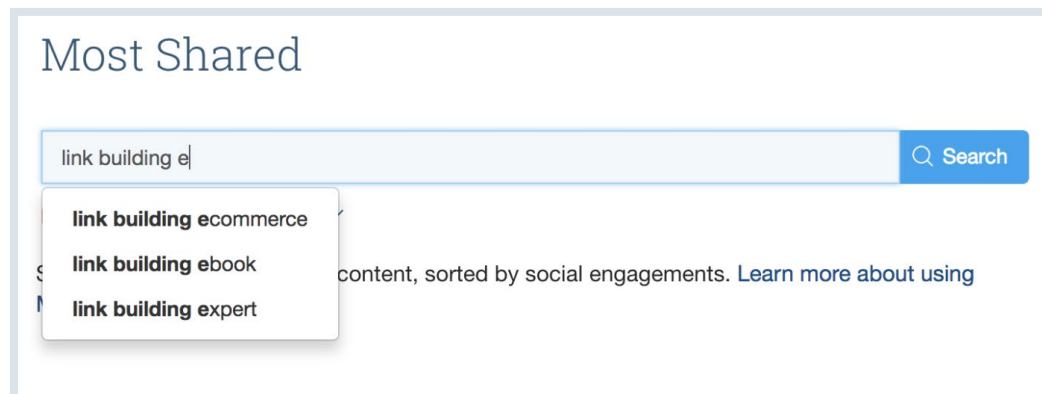 Most Shared
link building e
Search
link building ecommerce
link building ebook
link building expert
content, sorted by social engagements. Learn more about using